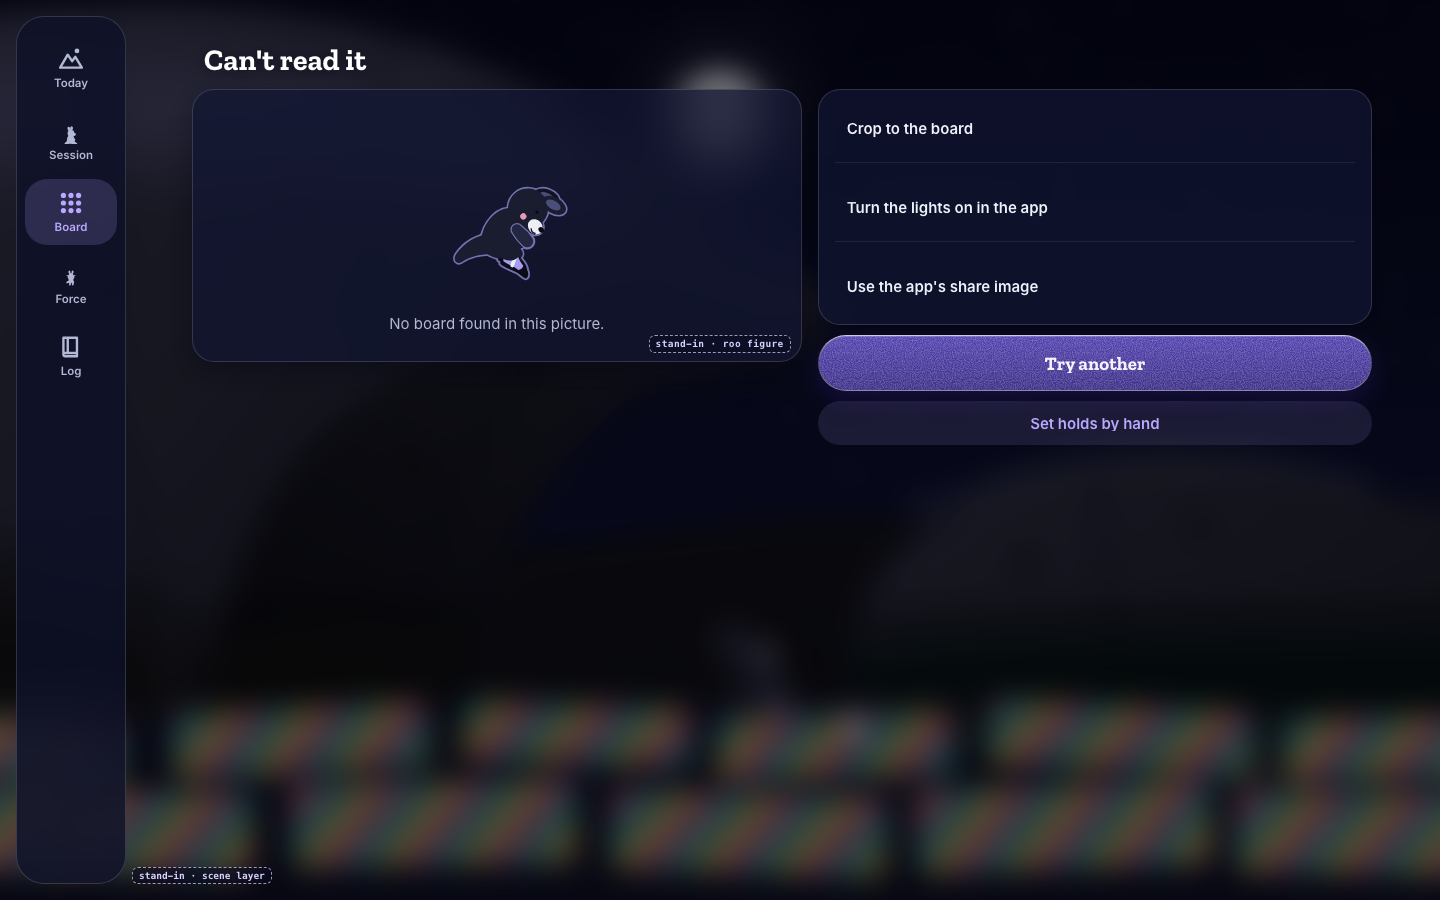 Today
Session
Board
Force
Log
Can't read it
No board found in this picture.
stand-in · roo figure
Crop to the board
Turn the lights on in the app
Use the app's share image
Try another
Set holds by hand
stand-in · scene layer